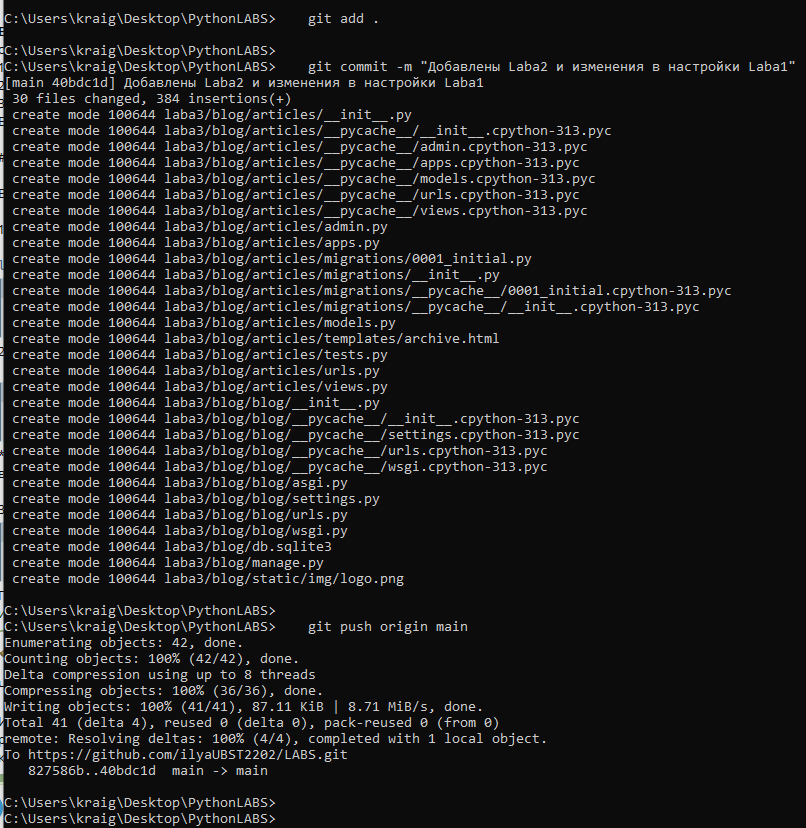 C:\Users\kraig\Desktop\PythonLABS>    git add .
C:\Users\kraig\Desktop\PythonLABS>
C:\Users\kraig\Desktop\PythonLABS>    git commit -m "Добавлены Laba2 и изменения в настройки Laba1"
[main 40bdc1d] Добавлены Laba2 и изменения в настройки Laba1
 30 files changed, 384 insertions(+)
 create mode 100644 laba3/blog/articles/__init__.py
 create mode 100644 laba3/blog/articles/__pycache__/__init__.cpython-313.pyc
 create mode 100644 laba3/blog/articles/__pycache__/admin.cpython-313.pyc
 create mode 100644 laba3/blog/articles/__pycache__/apps.cpython-313.pyc
 create mode 100644 laba3/blog/articles/__pycache__/models.cpython-313.pyc
 create mode 100644 laba3/blog/articles/__pycache__/urls.cpython-313.pyc
 create mode 100644 laba3/blog/articles/__pycache__/views.cpython-313.pyc
 create mode 100644 laba3/blog/articles/admin.py
 create mode 100644 laba3/blog/articles/apps.py
 create mode 100644 laba3/blog/articles/migrations/0001_initial.py
 create mode 100644 laba3/blog/articles/migrations/__init__.py
 create mode 100644 laba3/blog/articles/migrations/__pycache__/0001_initial.cpython-313.pyc
 create mode 100644 laba3/blog/articles/migrations/__pycache__/__init__.cpython-313.pyc
 create mode 100644 laba3/blog/articles/models.py
 create mode 100644 laba3/blog/articles/templates/archive.html
 create mode 100644 laba3/blog/articles/tests.py
 create mode 100644 laba3/blog/articles/urls.py
 create mode 100644 laba3/blog/articles/views.py
 create mode 100644 laba3/blog/blog/__init__.py
 create mode 100644 laba3/blog/blog/__pycache__/__init__.cpython-313.pyc
 create mode 100644 laba3/blog/blog/__pycache__/settings.cpython-313.pyc
 create mode 100644 laba3/blog/blog/__pycache__/urls.cpython-313.pyc
 create mode 100644 laba3/blog/blog/__pycache__/wsgi.cpython-313.pyc
 create mode 100644 laba3/blog/blog/asgi.py
 create mode 100644 laba3/blog/blog/settings.py
 create mode 100644 laba3/blog/blog/urls.py
 create mode 100644 laba3/blog/blog/wsgi.py
 create mode 100644 laba3/blog/db.sqlite3
 create mode 100644 laba3/blog/manage.py
 create mode 100644 laba3/blog/static/img/logo.png
C:\Users\kraig\Desktop\PythonLABS>
C:\Users\kraig\Desktop\PythonLABS>    git push origin main
Enumerating objects: 42, done.
Counting objects: 100% (42/42), done.
Delta compression using up to 8 threads
Compressing objects: 100% (36/36), done.
Writing objects: 100% (41/41), 87.11 KiB | 8.71 MiB/s, done.
Total 41 (delta 4), reused 0 (delta 0), pack-reused 0 (from 0)
remote: Resolving deltas: 100% (4/4), completed with 1 local object.
To https://github.com/ilyaUBST2202/LABS.git
   827586b..40bdc1d  main -> main
C:\Users\kraig\Desktop\PythonLABS>
C:\Users\kraig\Desktop\PythonLABS>